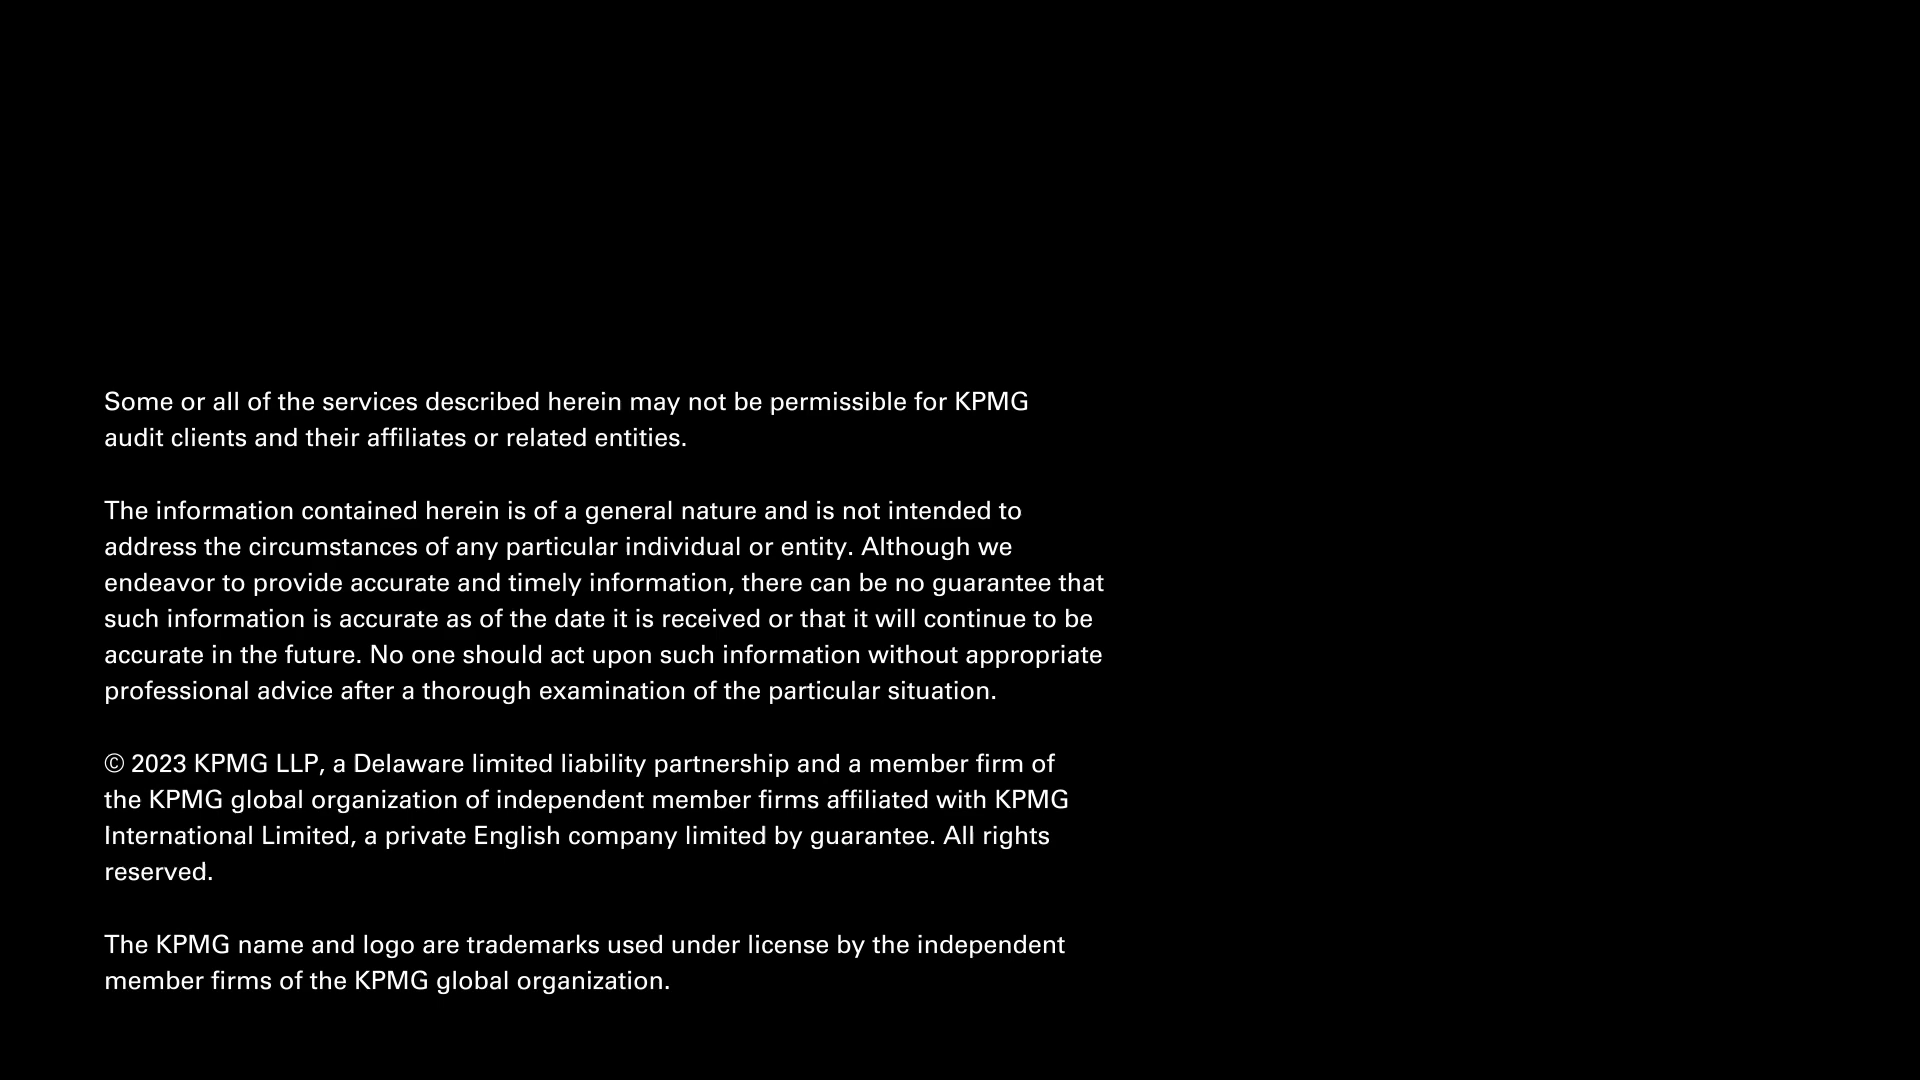 Some or all of the services described herein may not be permissible for KPMG
audit clients and their affiliates or related entities.
The information contained herein is of a general nature and is not intended to
address the circumstances of any particular individual or entity. Although we
endeavor to provide accurate and timely information, there can be no guarantee that
such information is accurate as of the date it is received or that it will continue to be
accurate in the future. No one should act upon such information without appropriate
professional advice after a thorough examination of the particular situation.
© 2023 KPMG LLP, a Delaware limited liability partnership and a member firm of
the KPMG global organization of independent member firms affiliated with KPMG
International Limited, a private English company limited by guarantee. All rights
reserved.
The KPMG name and logo are trademarks used under license by the independent
member firms of the KPMG global organization.